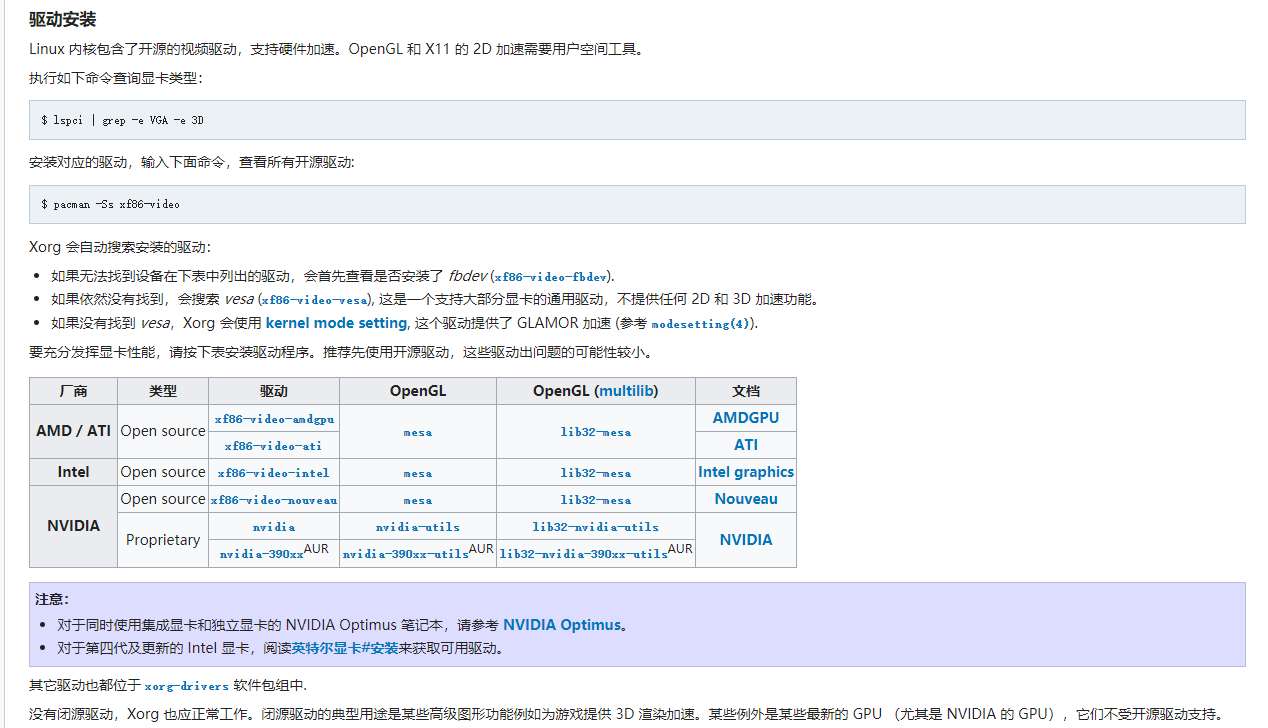 驱动安装
Linux 内核包含了开源的视频驱动，支持硬件加速。OpenGL 和 X11 的 2D 加速需要用户空间工具。
执行如下命令查询显卡类型：
$ lspci | grep -e VGA -e 3D
安装对应的驱动，输入下面命令，查看所有开源驱动:
$ pacman -Ss xf86-video
Xorg 会自动搜索安装的驱动：
• 如果无法找到设备在下表中列出的驱动，会首先查看是否安装了 fbdev (xf86-video-fbdev).
• 如果依然没有找到，会搜索 vesa (xf86-video-vesa), 这是一个支持大部分显卡的通用驱动，不提供任何 2D 和 3D 加速功能。
• 如果没有找到 vesa，Xorg 会使用 kernel mode setting, 这个驱动提供了 GLAMOR 加速 (参考 modesetting(4)).
要充分发挥显卡性能，请按下表安装驱动程序。推荐先使用开源驱动，这些驱动出问题的可能性较小。
厂商 类型 驱动 OpenGL OpenGL (multilib) 文档
AMD / ATI Open source xf86-video-amdgpu mesa lib32-mesa AMDGPU
xf86-video-ati ATI
Intel Open source xf86-video-intel mesa lib32-mesa Intel graphics
NVIDIA Open source xf86-video-nouveau mesa lib32-mesa Nouveau
Proprietary nvidia nvidia-utils lib32-nvidia-utils NVIDIA
nvidia-390xxAUR nvidia-390xx-utilsAUR lib32-nvidia-390xx-utilsAUR
注意：
• 对于同时使用集成显卡和独立显卡的 NVIDIA Optimus 笔记本，请参考 NVIDIA Optimus。
• 对于第四代及更新的 Intel 显卡，阅读英特尔显卡#安装来获取可用驱动。
其它驱动也都位于 xorg-drivers 软件包组中.
没有闭源驱动，Xorg 也应正常工作。闭源驱动的典型用途是某些高级图形功能例如为游戏提供 3D 渲染加速。某些例外是某些最新的 GPU （尤其是 NVIDIA 的 GPU），它们不受开源驱动支持。